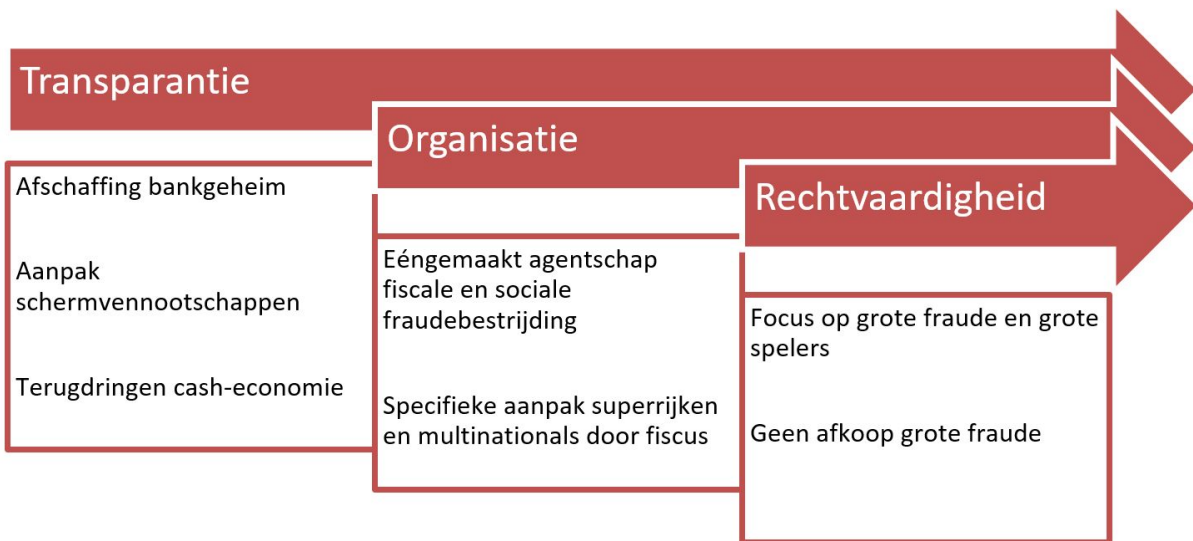 Transparantie
Afschaffing bankgeheim
Aanpak
schermvennootschappen
Terugdringen cash-economie
Organisatie
Eéngemaakt agentschap
fiscale en sociale
fraudebestrijding
Specifieke aanpak superrijken
en multinationals door fiscus
Rechtvaardigheid
Focus op grote fraude en grote
spelers
Geen afkoop grote fraude